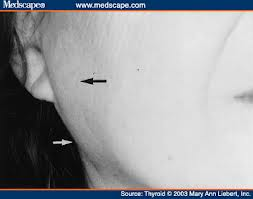 Medscape® www.medscape.com
Source: Thyroid © 2003 Mary Ann Liebert, Inc.